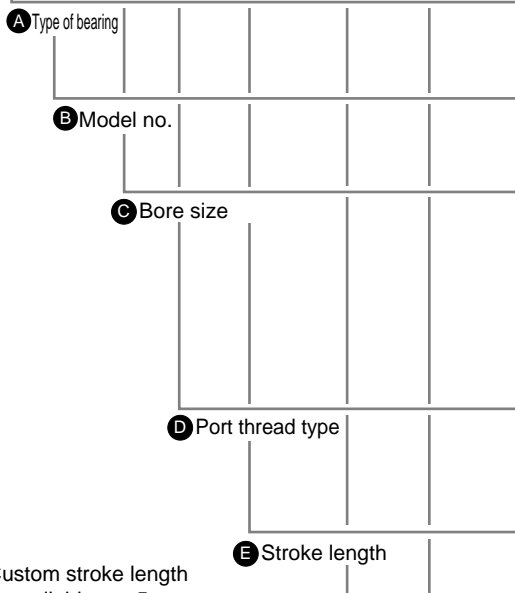 A Type of bearing
B Model no.
C Bore size
D Port thread type
E Stroke length
ustom stroke length